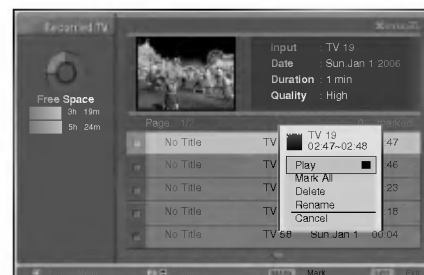 Recorded TV
Input : TV 19
Date : Sun.Jan 1 2006
Duration : 1 min
Quality : High
Free Space
3h 19m
5h 24m
Page 1/2
No Title TV :47
No Title TV :46
No Title TV :23
No Title TV :18
No Title TV 58 Sun.Jan 1 00:04
TV 19
02:47~02:48
Play
Mark All
Delete
Rename
Cancel
Mark